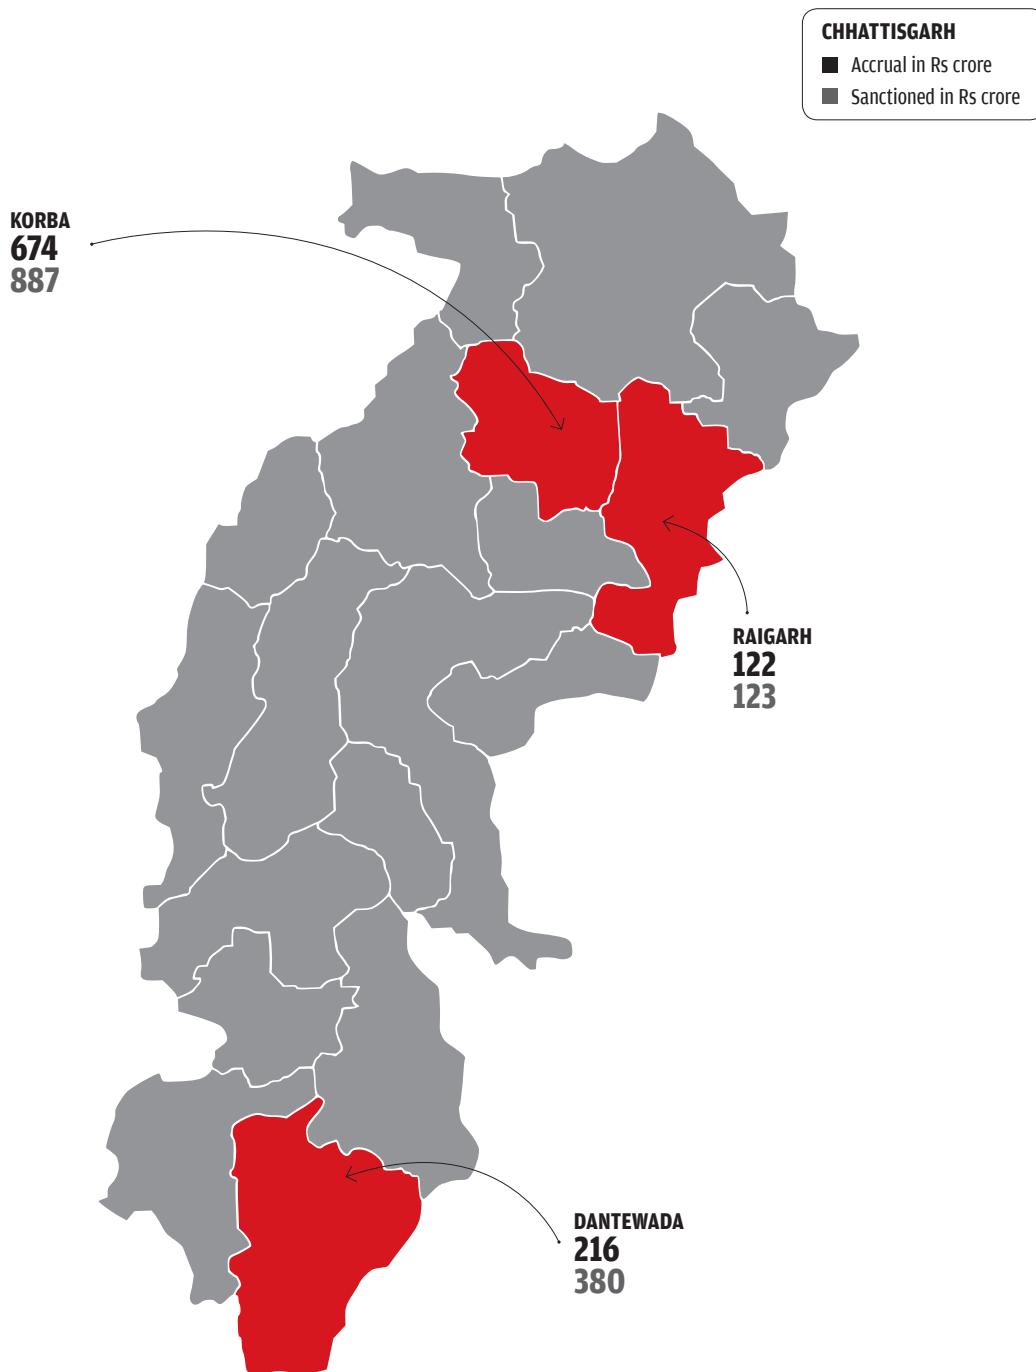 CHHATTISGARH
Accrual in Rs crore
Sanctioned in Rs crore
KORBA
674
887
RAIGARH
122
123
DANTEWADA
216
380